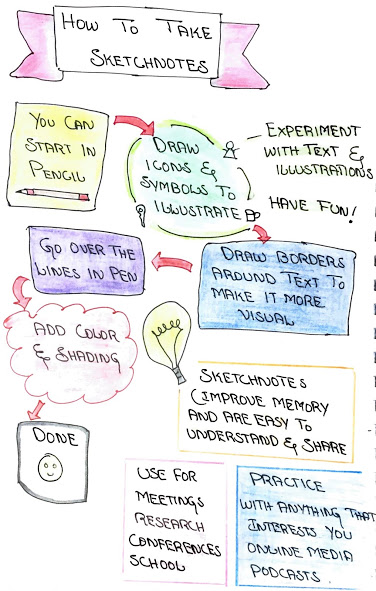 HOW TO TAKE
SKETCHNOTES
YOU CAN
START IN
PENCIL
DRAW
ICONS &
SYMBOLS TO
ILLUSTRATE
— EXPERIMENT
WITH TEXT &
ILLUSTRATIONS
HAVE FUN!
DRAW BORDERS
AROUND TEXT TO
MAKE IT MORE
VISUAL
GO OVER THE
LINES IN PEN
ADD COLOR
& SHADING
DONE
SKETCHNOTES
IMPROVE MEMORY
AND ARE EASY TO
UNDERSTAND & SHARE
USE FOR
MEETINGS
RESEARCH
CONFERENCES
SCHOOL
PRACTICE
WITH ANYTHING THAT
INTERESTS YOU
ONLINE MEDIA
PODCASTS.